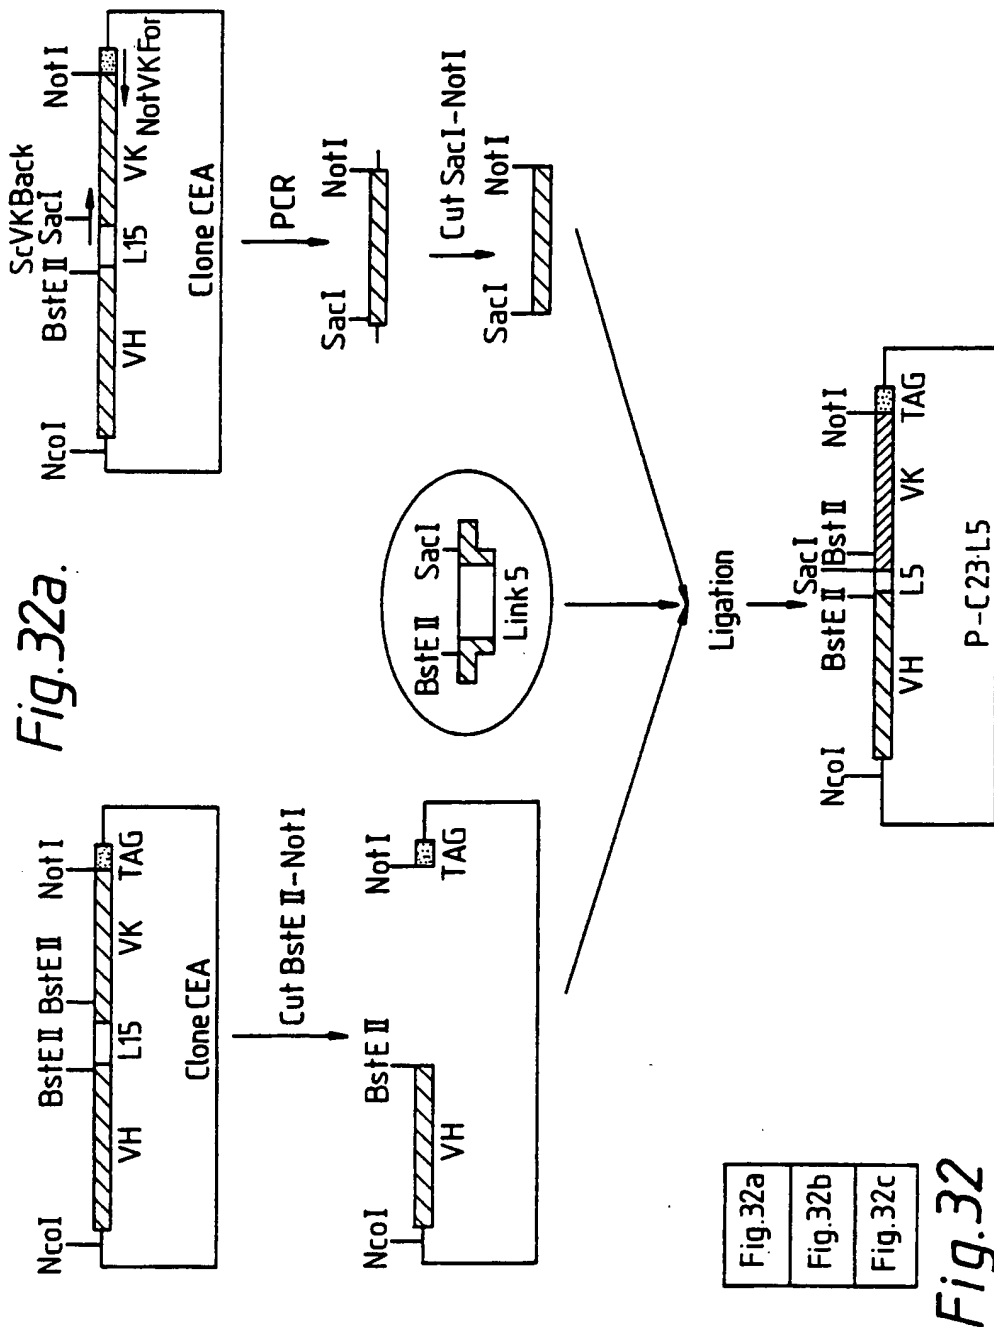 Fig.32a.
NcoI BstE II BstE II NotI
VH L15 VK TAG
Clone CEA
Cut BstE II-NotI
NcoI BstE II NotI
VH TAG
ScVKBack
NcoI BstE II SacI NotI
VH L15 VK NotVKFor
Clone CEA
PCR
SacI NotI
Cut SacI-NotI
SacI NotI
BstE II SacI
Link 5
Ligation
SacI
NcoI BstE II Bst II NotI
VH L5 VK TAG
P-C23·L5
Fig.32a
Fig.32b
Fig.32c
Fig.32